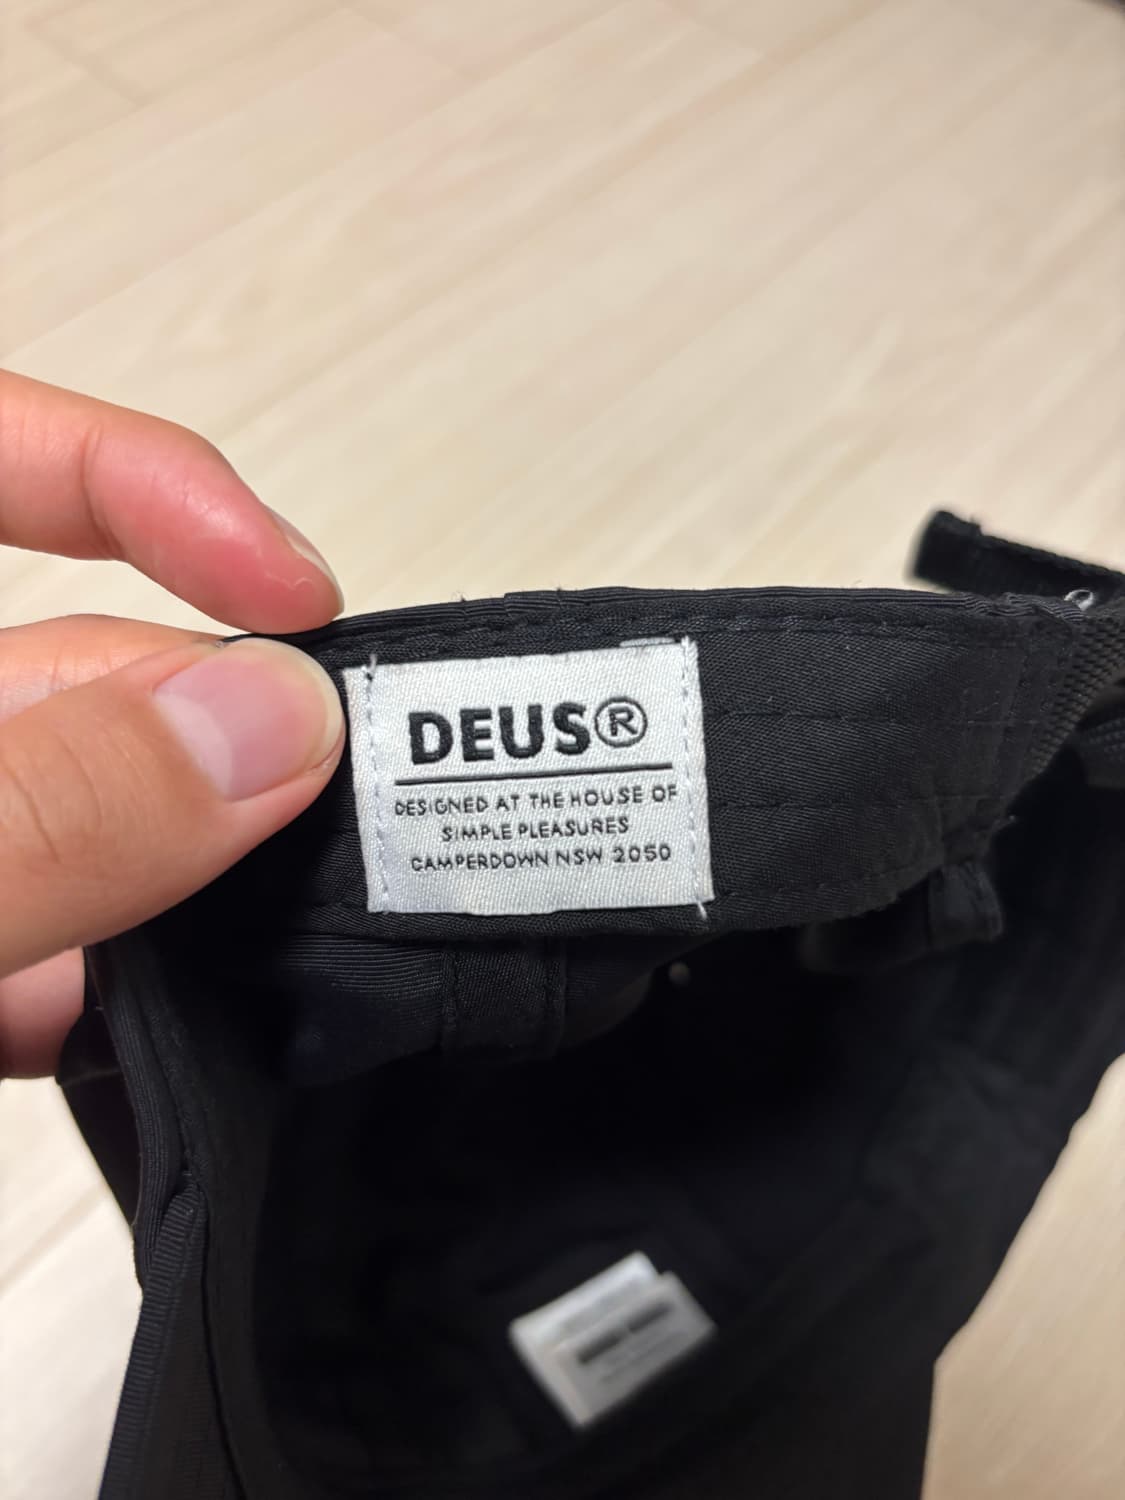 DEUS®
DESIGNED AT THE HOUSE OF
SIMPLE PLEASURES
CAMPERDOWN NSW 2050